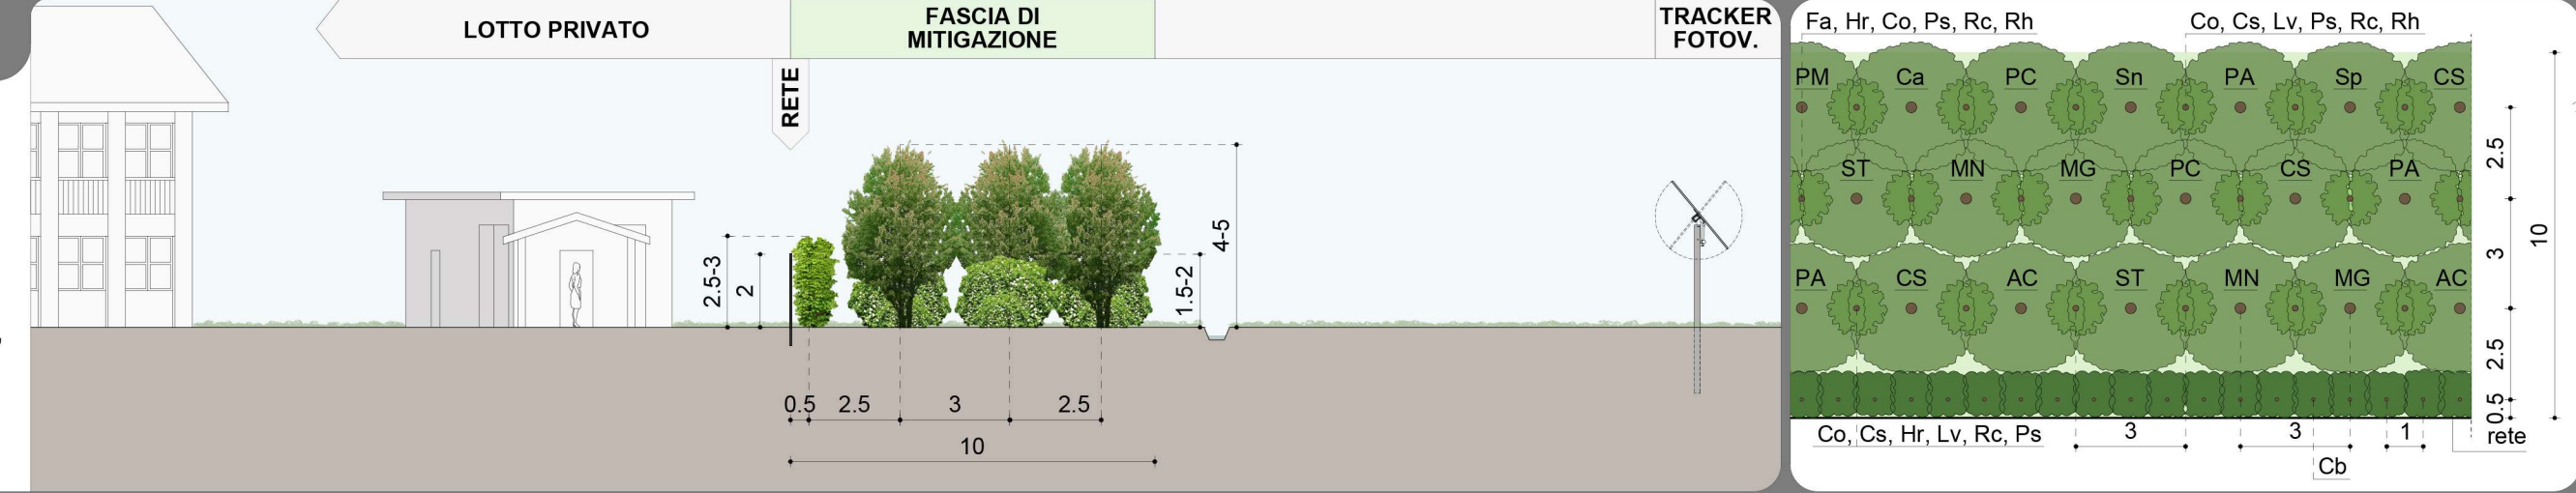 LOTTO PRIVATO
FASCIA DI
MITIGAZIONE
TRACKER
FOTOV.
RETE
2.5-3
2
1.5-2
4-5
0.5 2.5 3 2.5
10
Fa, Hr, Co, Ps, Rc, Rh
Co, Cs, Lv, Ps, Rc, Rh
PM Ca PC Sn PA Sp CS
ST MN MG PC CS PA
PA CS AC ST MN MG AC
2.5
3
2.5
0.5
10
Co, Cs, Hr, Lv, Rc, Ps
3 3 1
rete
Cb